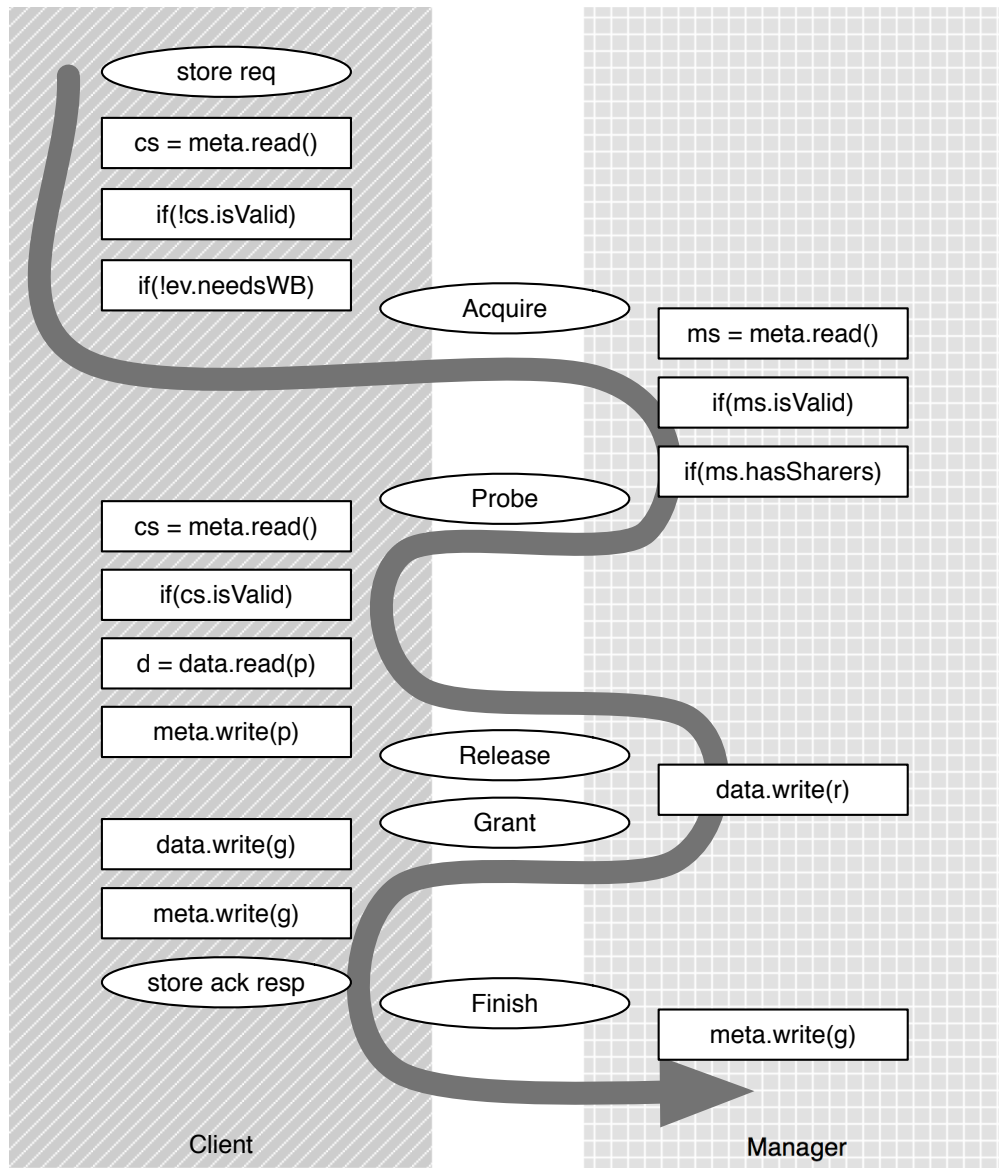 store req
cs = meta.read()
if(!cs.isValid)
if(!ev.needsWB)
Acquire
ms = meta.read()
if(ms.isValid)
if(ms.hasSharers)
Probe
cs = meta.read()
if(cs.isValid)
d = data.read(p)
meta.write(p)
Release
data.write(r)
Grant
data.write(g)
meta.write(g)
store ack resp
Finish
meta.write(g)
Client
Manager